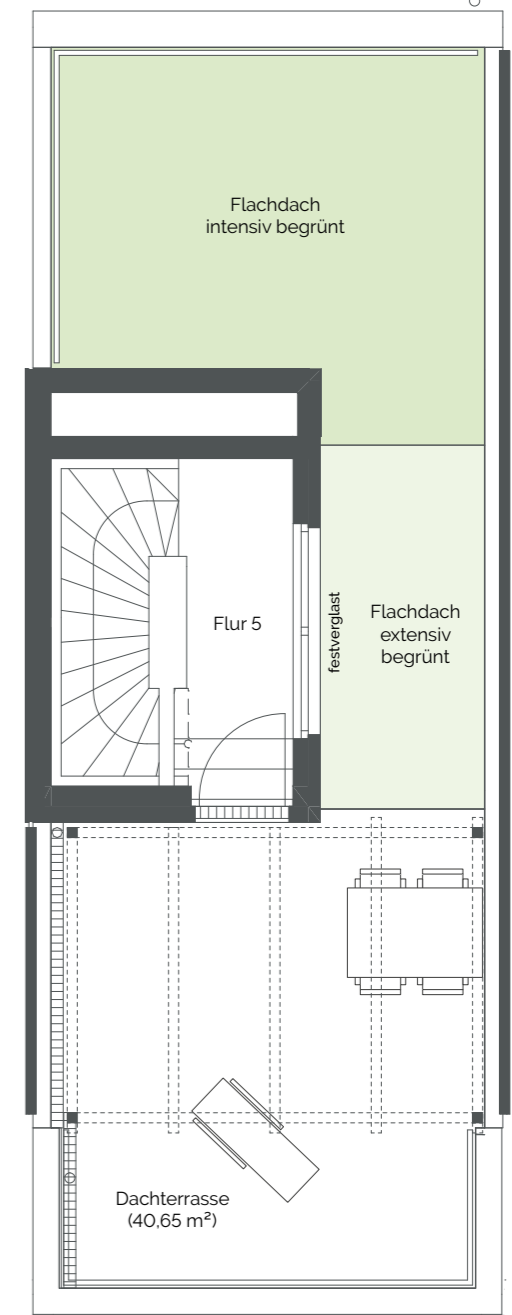 Flachdach
intensiv begrünt
Flur 5
festverglast
Flachdach
extensiv
begrünt
Dachterrasse
(40,65 m²)